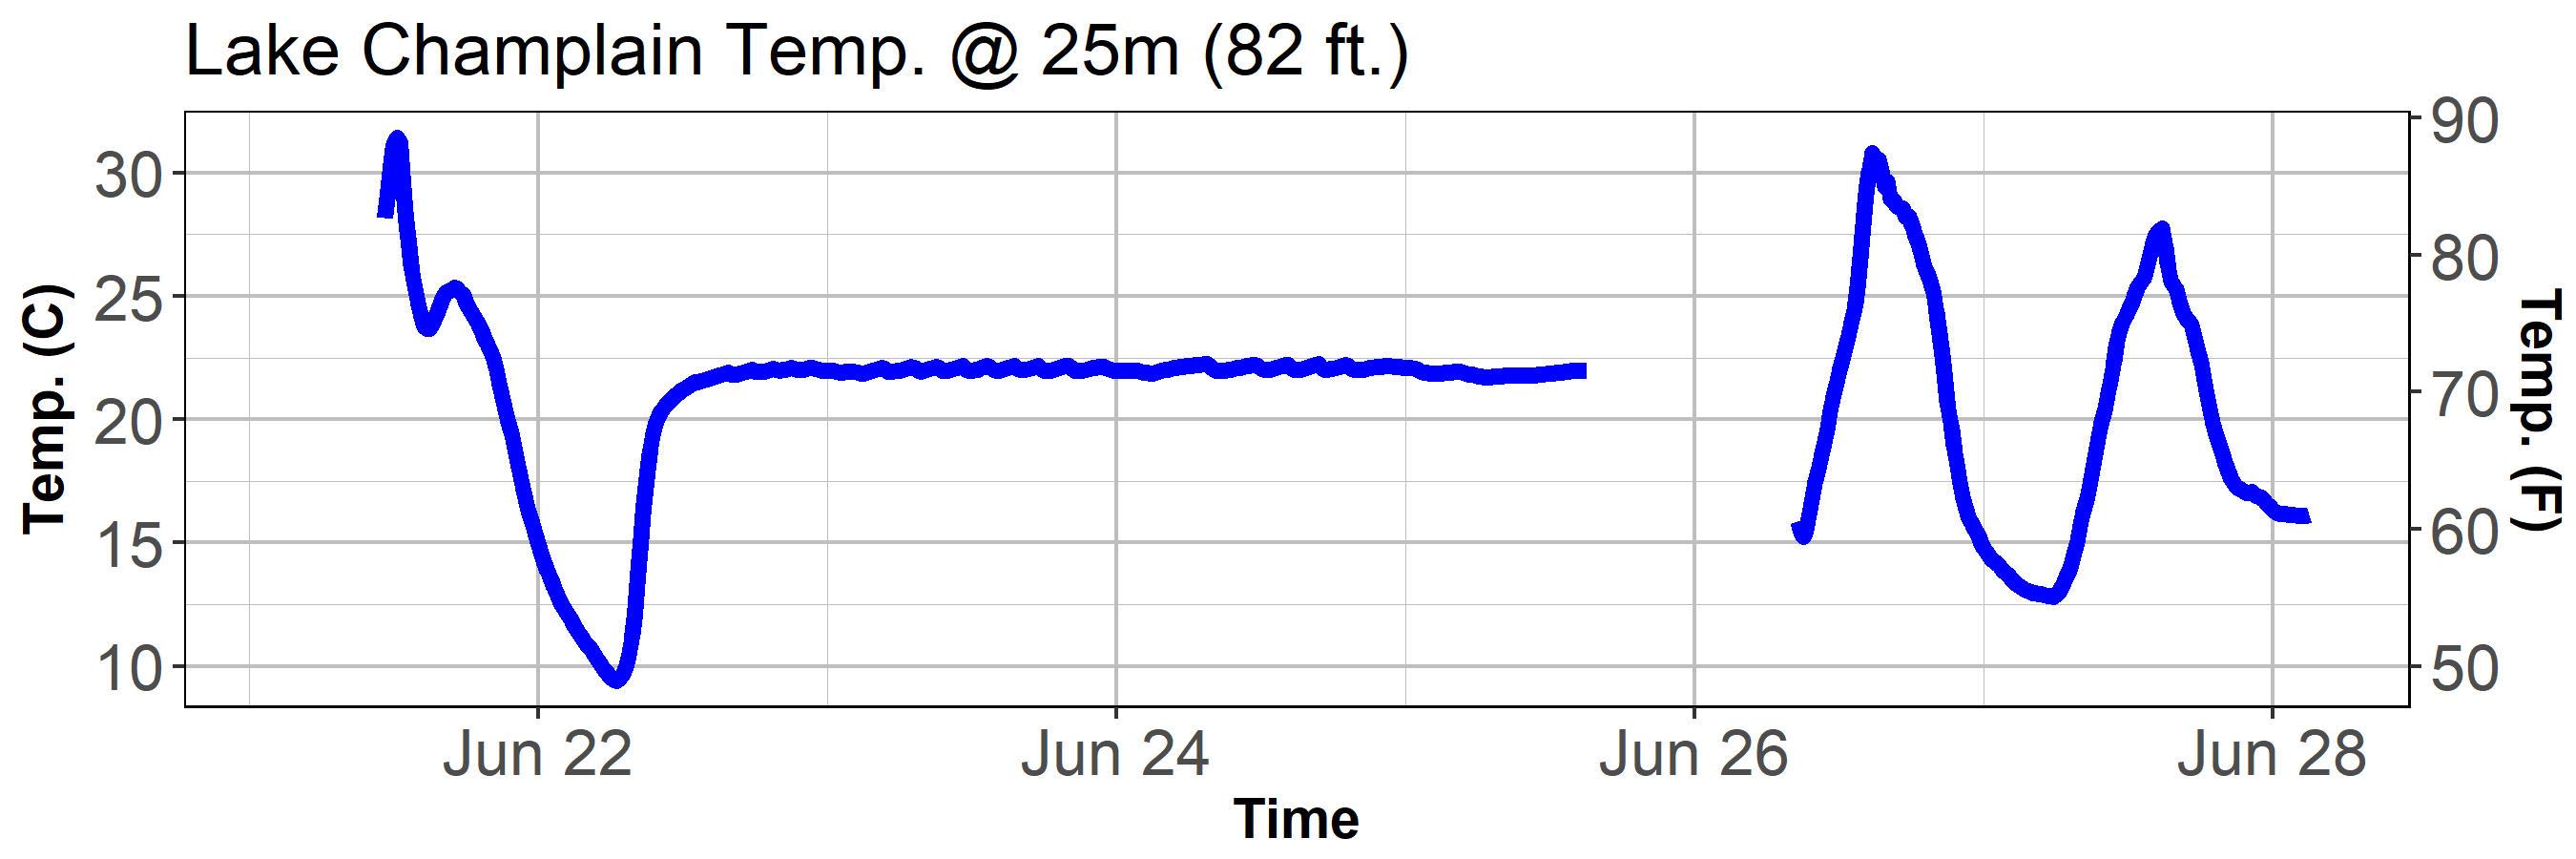 Lake Champlain Temp. @ 25m (82 ft.)
90
30
80
25
70
20
60
15
50
10
Temp. (C)
Temp. (F)
Jun 22
Jun 24
Jun 26
Jun 28
Time